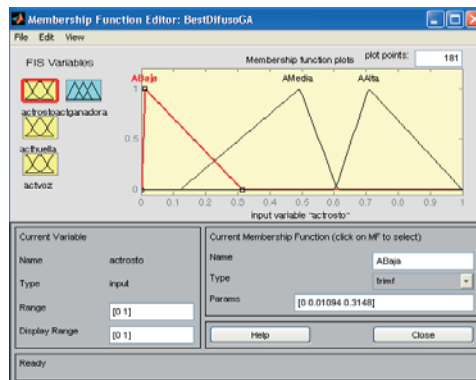 Membership Function Editor: BestDifusoGA
File Edit View
FIS Variables
Membership function plots
plot points:
181
ABaja
AMedia
AAlta
actrostro
actganadora
acthuella
actvoz
1
0.5
0
0 0.1 0.2 0.3 0.4 0.5 0.6 0.7 0.8 0.9 1
input variable "actrosto"
Current Variable
Name actrosto
Type input
Range [0 1]
Display Range [0 1]
Current Membership Function (click on MF to select)
Name ABaja
Type trimf
Params [0 0.01094 0.3148]
Help Close
Ready